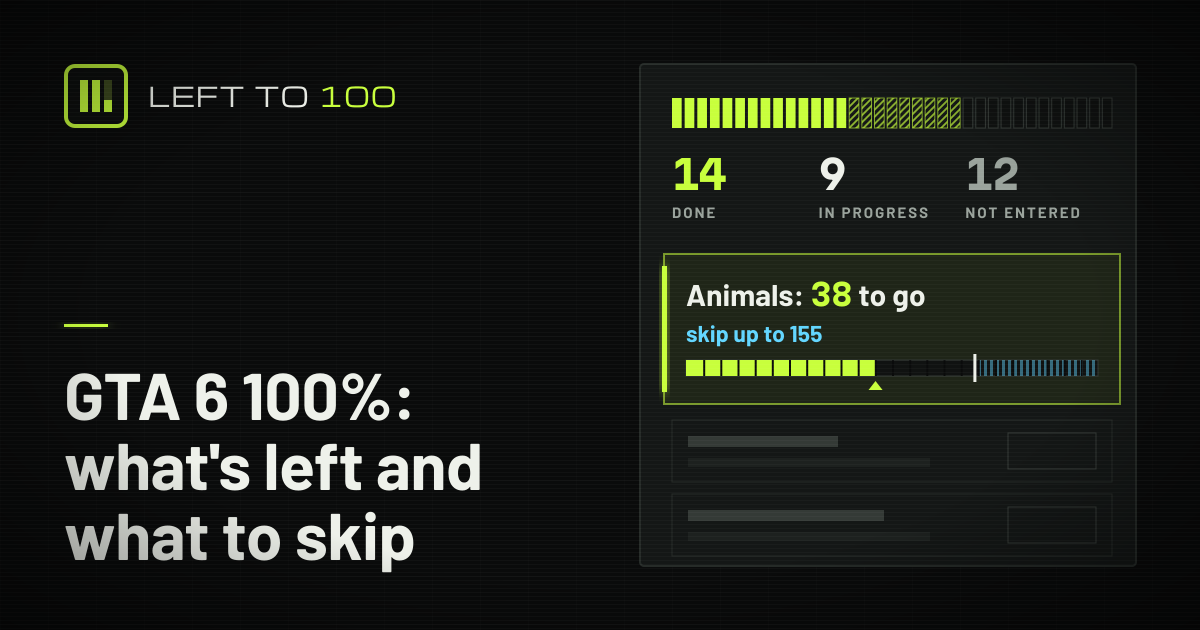 LEFT TO 100
GTA 6 100%:
what's left and
what to skip
14
DONE
9
IN PROGRESS
12
NOT ENTERED
Animals: 38 to go
skip up to 155